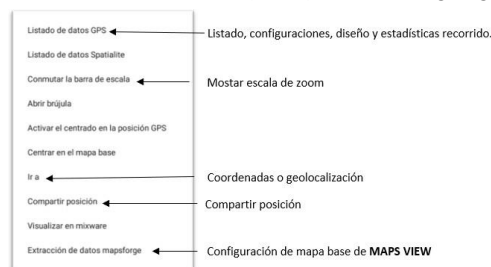 Listado de datos GPS Listado, configuraciones, diseño y estadísticas recorrido.
Listado de datos Spatialite
Conmutar la barra de escala Mostar escala de zoom
Abrir brújula
Activar el centrado en la posición GPS
Centrar en el mapa base
Ir a Coordenadas o geolocalización
Compartir posición Compartir posición
Visualizar en mixware
Extracción de datos mapsforge Configuración de mapa base de MAPS VIEW